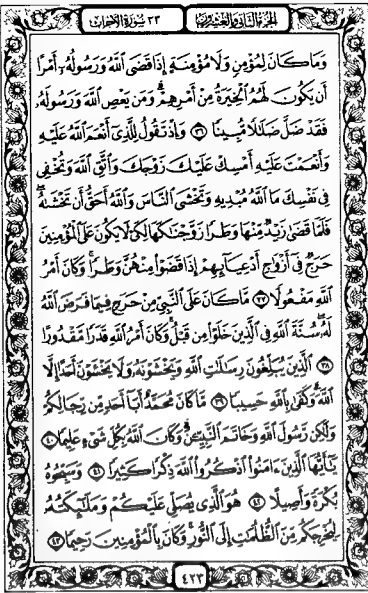 الجزء الثاني والعشرون ٣٣ سورة الأحزاب
وَمَا كَانَ لِمُؤْمِنٍ وَلَا مُؤْمِنَةٍ إِذَا قَضَى اللَّهُ وَرَسُولُهُ أَمْرًا
أَن يَكُونَ لَهُمُ الْخِيَرَةُ مِنْ أَمْرِهِمْ وَمَن يَعْصِ اللَّهَ وَرَسُولَهُ
فَقَدْ ضَلَّ ضَلَالًا مُّبِينًا ٣٦ وَإِذْ تَقُولُ لِلَّذِي أَنْعَمَ اللَّهُ عَلَيْهِ
وَأَنْعَمْتَ عَلَيْهِ أَمْسِكْ عَلَيْكَ زَوْجَكَ وَاتَّقِ اللَّهَ وَتُخْفِي
فِي نَفْسِكَ مَا اللَّهُ مُبْدِيهِ وَتَخْشَى النَّاسَ وَاللَّهُ أَحَقُّ أَن تَخْشَاهُ
فَلَمَّا قَضَى زَيْدٌ مِّنْهَا وَطَرًا زَوَّجْنَاكَهَا لِكَيْ لَا يَكُونَ عَلَى الْمُؤْمِنِينَ
حَرَجٌ فِي أَزْوَاجِ أَدْعِيَائِهِمْ إِذَا قَضَوْا مِنْهُنَّ وَطَرًا وَكَانَ أَمْرُ
اللَّهِ مَفْعُولًا ٣٧ مَّا كَانَ عَلَى النَّبِيِّ مِنْ حَرَجٍ فِيمَا فَرَضَ اللَّهُ
لَهُ سُنَّةَ اللَّهِ فِي الَّذِينَ خَلَوْا مِن قَبْلُ وَكَانَ أَمْرُ اللَّهِ قَدَرًا مَّقْدُورًا
٣٨ الَّذِينَ يُبَلِّغُونَ رِسَالَاتِ اللَّهِ وَيَخْشَوْنَهُ وَلَا يَخْشَوْنَ أَحَدًا إِلَّا
اللَّهَ وَكَفَى بِاللَّهِ حَسِيبًا ٣٩ مَّا كَانَ مُحَمَّدٌ أَبَا أَحَدٍ مِّن رِّجَالِكُمْ
وَلَكِن رَّسُولَ اللَّهِ وَخَاتَمَ النَّبِيِّينَ وَكَانَ اللَّهُ بِكُلِّ شَيْءٍ عَلِيمًا ٤٠
يَا أَيُّهَا الَّذِينَ ءَامَنُوا اذْكُرُوا اللَّهَ ذِكْرًا كَثِيرًا ٤١ وَسَبِّحُوهُ
بُكْرَةً وَأَصِيلًا ٤٢ هُوَ الَّذِي يُصَلِّي عَلَيْكُمْ وَمَلَائِكَتُهُ
لِيُخْرِجَكُم مِّنَ الظُّلُمَاتِ إِلَى النُّورِ وَكَانَ بِالْمُؤْمِنِينَ رَحِيمًا ٤٣
٤٢٣